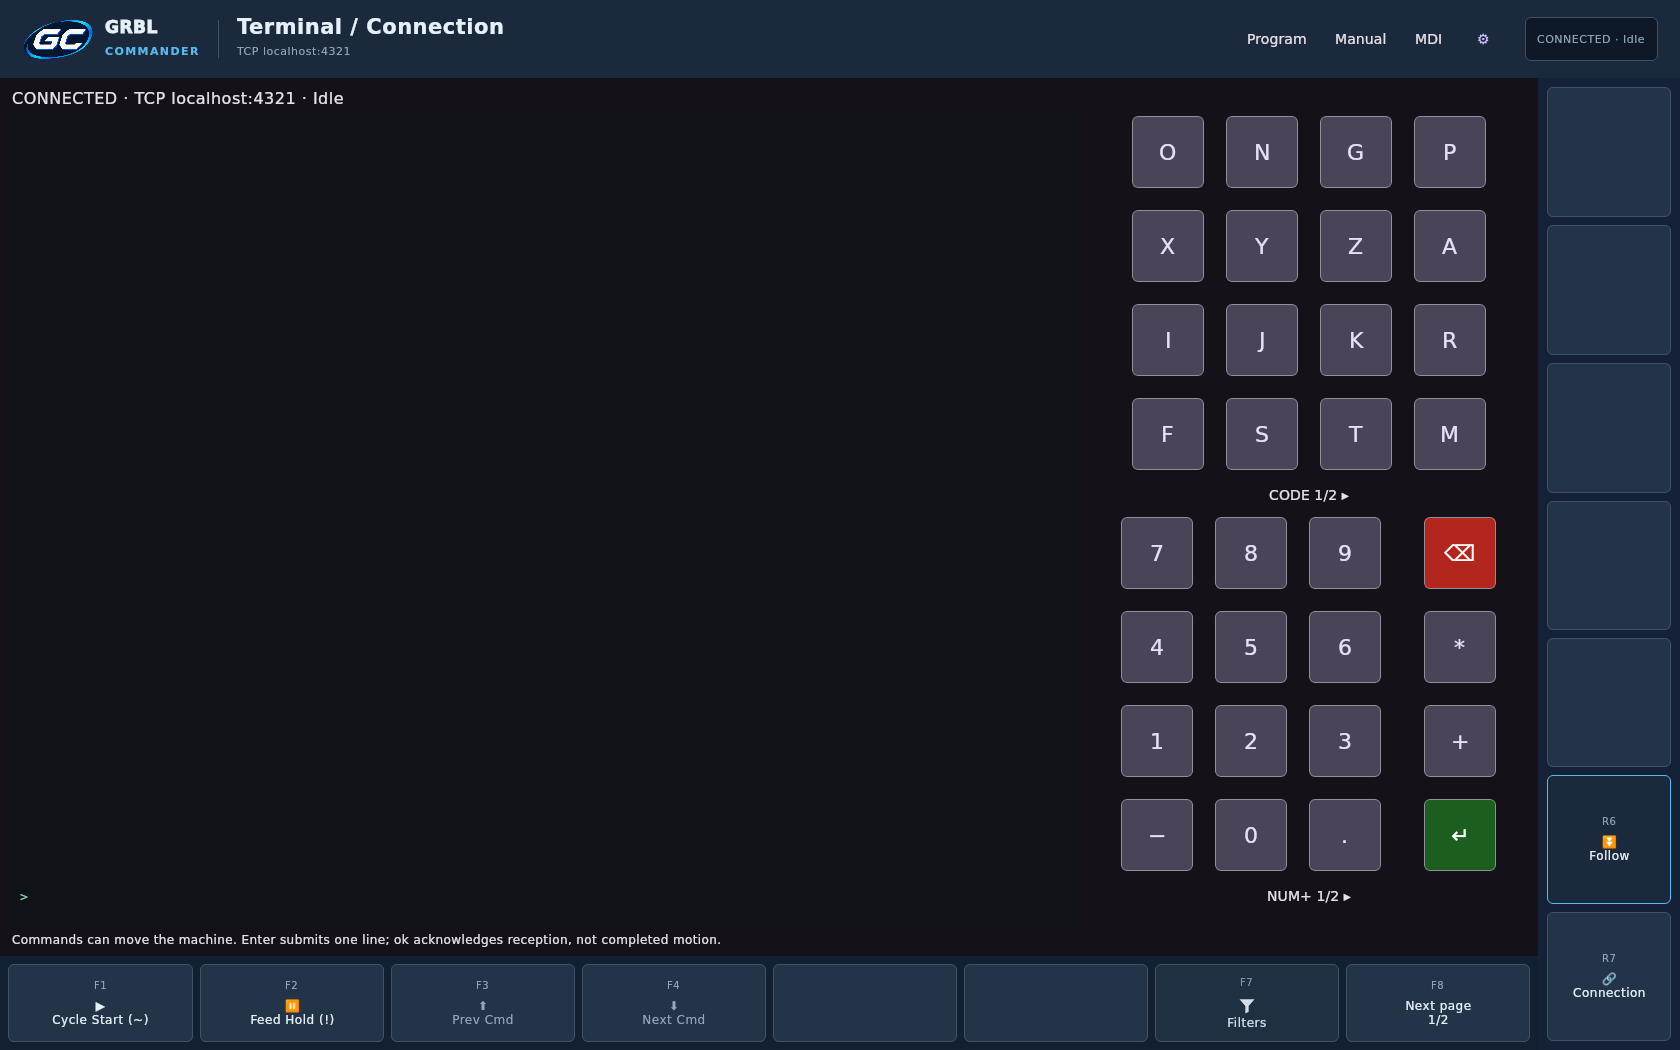 GC
GRBL
COMMANDER
Terminal / Connection
TCP localhost:4321
Program
Manual
MDI
⚙
CONNECTED · Idle
CONNECTED · TCP localhost:4321 · Idle
O N G P
X Y Z A
I J K R
F S T M
CODE 1/2 ▸
7 8 9 ⌫
4 5 6 *
1 2 3 +
− 0 . ↵
NUM+ 1/2 ▸
>
Commands can move the machine. Enter submits one line; ok acknowledges reception, not completed motion.
R6
⏬
Follow
R7
🔗
Connection
F1
▶
Cycle Start (~)
F2
⏸
Feed Hold (!)
F3
⬆
Prev Cmd
F4
⬇
Next Cmd
F7
Filters
F8
Next page
1/2